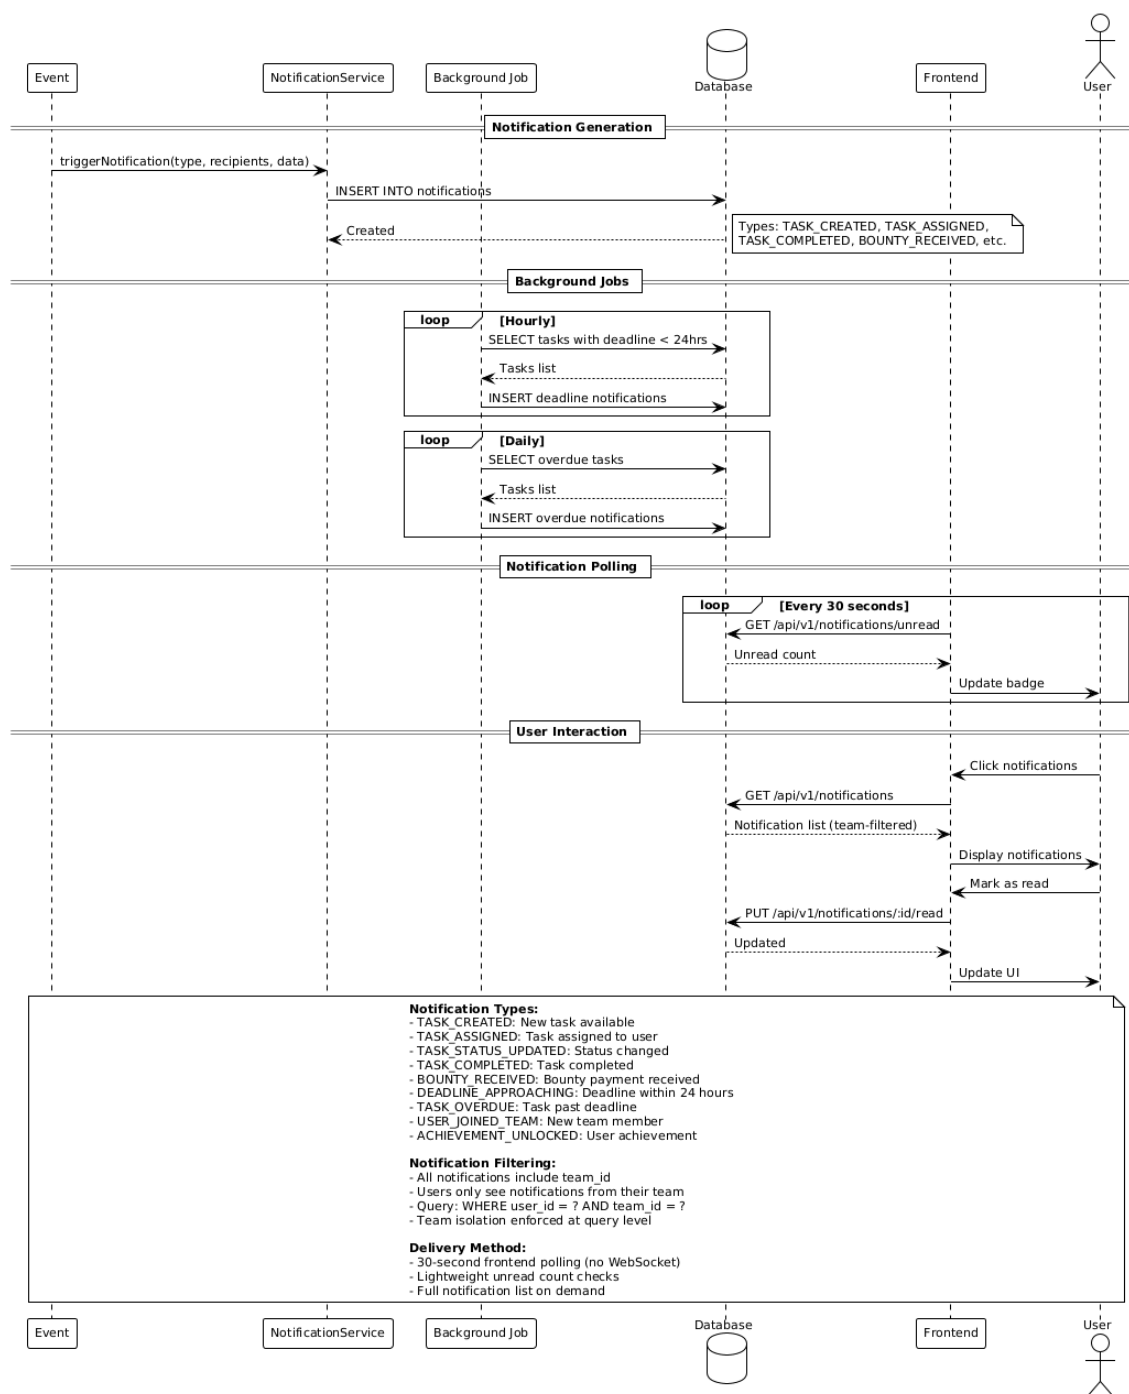 Event
NotificationService
Background Job
Database
Frontend
User
Notification Generation
triggerNotification(type, recipients, data)
INSERT INTO notifications
Created
Types: TASK_CREATED, TASK_ASSIGNED,
TASK_COMPLETED, BOUNTY_RECEIVED, etc.
Background Jobs
loop [Hourly]
SELECT tasks with deadline < 24hrs
Tasks list
INSERT deadline notifications
loop [Daily]
SELECT overdue tasks
Tasks list
INSERT overdue notifications
Notification Polling
loop [Every 30 seconds]
GET /api/v1/notifications/unread
Unread count
Update badge
User Interaction
Click notifications
GET /api/v1/notifications
Notification list (team-filtered)
Display notifications
Mark as read
PUT /api/v1/notifications/:id/read
Updated
Update UI
Notification Types:
- TASK_CREATED: New task available
- TASK_ASSIGNED: Task assigned to user
- TASK_STATUS_UPDATED: Status changed
- TASK_COMPLETED: Task completed
- BOUNTY_RECEIVED: Bounty payment received
- DEADLINE_APPROACHING: Deadline within 24 hours
- TASK_OVERDUE: Task past deadline
- USER_JOINED_TEAM: New team member
- ACHIEVEMENT_UNLOCKED: User achievement
Notification Filtering:
- All notifications include team_id
- Users only see notifications from their team
- Query: WHERE user_id = ? AND team_id = ?
- Team isolation enforced at query level
Delivery Method:
- 30-second frontend polling (no WebSocket)
- Lightweight unread count checks
- Full notification list on demand
Event
NotificationService
Background Job
Database
Frontend
User